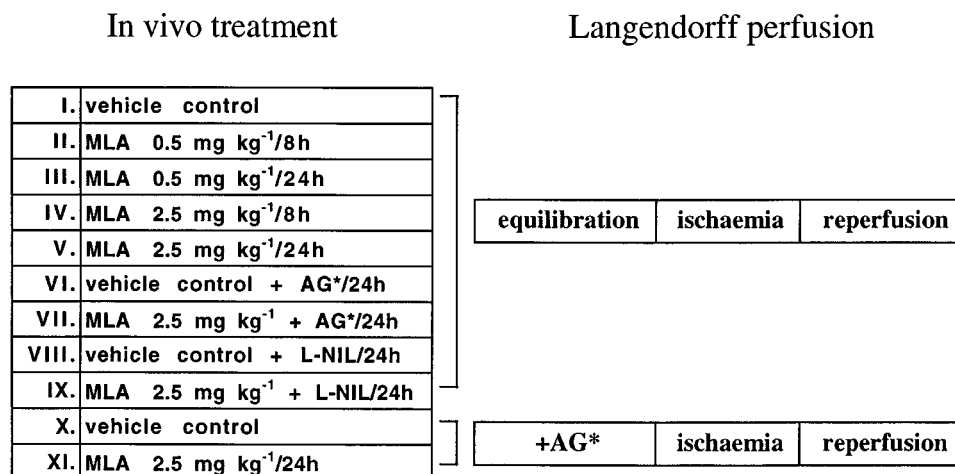 In vivo treatment
Langendorff perfusion
I. vehicle control
II. MLA 0.5 mg kg⁻¹/8h
III. MLA 0.5 mg kg⁻¹/24h
IV. MLA 2.5 mg kg⁻¹/8h
V. MLA 2.5 mg kg⁻¹/24h
VI. vehicle control + AG*/24h
VII. MLA 2.5 mg kg⁻¹ + AG*/24h
VIII. vehicle control + L-NIL/24h
IX. MLA 2.5 mg kg⁻¹ + L-NIL/24h
X. vehicle control
XI. MLA 2.5 mg kg⁻¹/24h
equilibration ischaemia reperfusion
+AG* ischaemia reperfusion